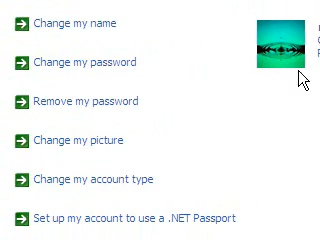 Change my name
Change my password
Remove my password
Change my picture
Change my account type
Set up my account to use a .NET Passport